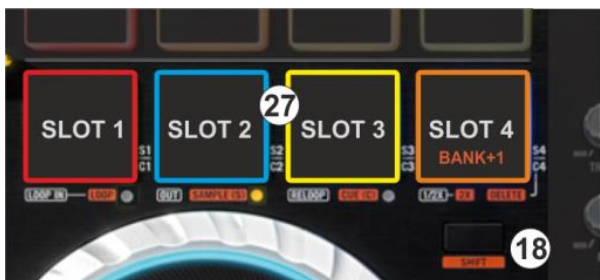 SLOT 1 SLOT 2 27 SLOT 3 SLOT 4
BANK+1
S1 S2 S3 S4
C1 C2 C3 C4
LOOP IN LOOP OUT SAMPLE (S) RELOOP CUE (C) 1/2X 2X DELETE
SHIFT 18